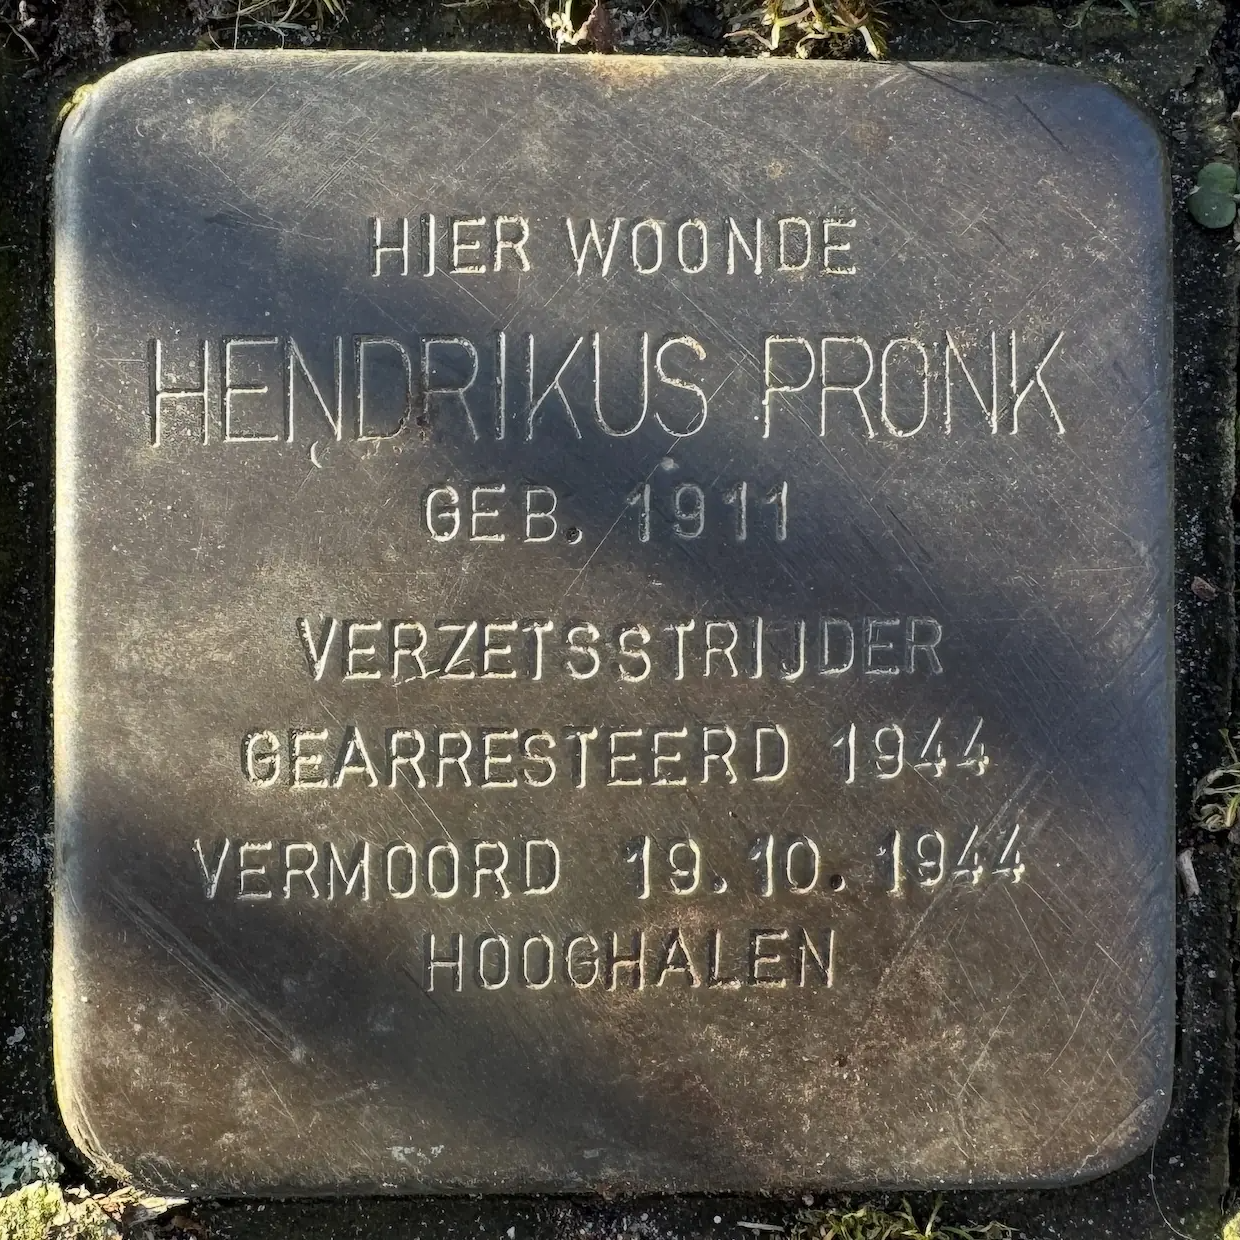 HIER WOONDE
HENDRIKUS PRONK
GEB. 1911
VERZETSSTRIJDER
GEARRESTEERD 1944
VERMOORD 19.10.1944
HOOGHALEN